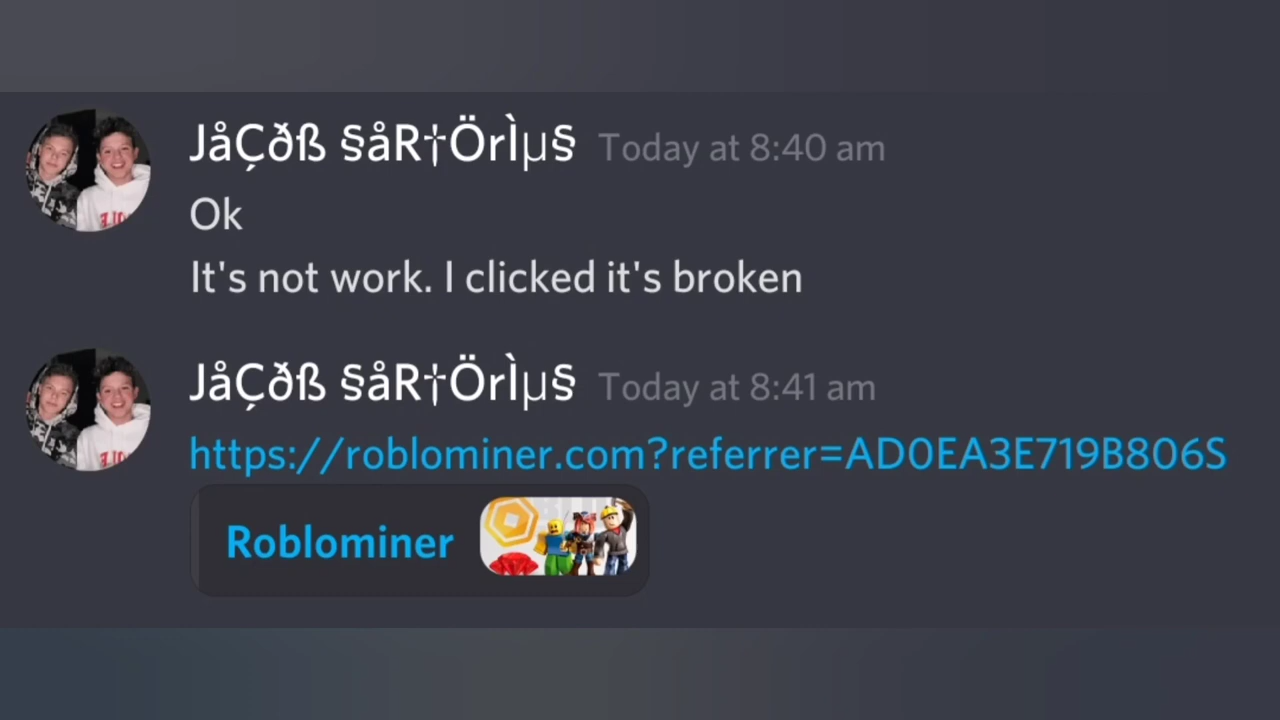 JåÇðß §åR†ÖrÌµ§ Today at 8:40 am
Ok
It's not work. I clicked it's broken
JåÇðß §åR†ÖrÌµ§ Today at 8:41 am
https://roblominer.com?referrer=AD0EA3E719B806S
Roblominer